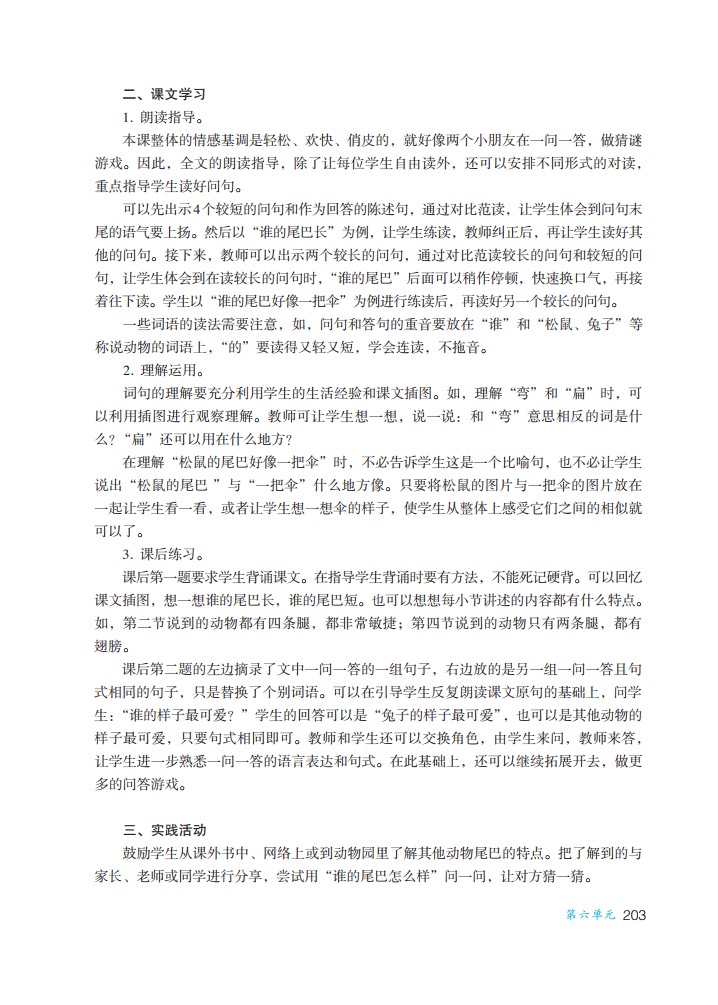 二、课文学习
1. 朗读指导。
本课整体的情感基调是轻松、欢快、俏皮的，就好像两个小朋友在一问一答，做猜谜
游戏。因此，全文的朗读指导，除了让每位学生自由读外，还可以安排不同形式的对读，
重点指导学生读好问句。
可以先出示4个较短的问句和作为回答的陈述句，通过对比范读，让学生体会到问句末
尾的语气要上扬。然后以“谁的尾巴长”为例，让学生练读，教师纠正后，再让学生读好其
他的问句。接下来，教师可以出示两个较长的问句，通过对比范读较长的问句和较短的问
句，让学生体会到在读较长的问句时，“谁的尾巴”后面可以稍作停顿，快速换口气，再接
着往下读。学生以“谁的尾巴好像一把伞”为例进行练读后，再读好另一个较长的问句。
一些词语的读法需要注意，如，问句和答句的重音要放在“谁”和“松鼠、兔子”等
称说动物的词语上，“的”要读得又轻又短，学会连读，不拖音。
2. 理解运用。
词句的理解要充分利用学生的生活经验和课文插图。如，理解“弯”和“扁”时，可
以利用插图进行观察理解。教师可让学生想一想，说一说：和“弯”意思相反的词是什
么？“扁”还可以用在什么地方？
在理解“松鼠的尾巴好像一把伞”时，不必告诉学生这是一个比喻句，也不必让学生
说出“松鼠的尾巴 ”与“一把伞”什么地方像。只要将松鼠的图片与一把伞的图片放在
一起让学生看一看，或者让学生想一想伞的样子，使学生从整体上感受它们之间的相似就
可以了。
3. 课后练习。
课后第一题要求学生背诵课文。在指导学生背诵时要有方法，不能死记硬背。可以回忆
课文插图，想一想谁的尾巴长，谁的尾巴短。也可以想想每小节讲述的内容都有什么特点。
如，第二节说到的动物都有四条腿，都非常敏捷；第四节说到的动物只有两条腿，都有
翅膀。
课后第二题的左边摘录了文中一问一答的一组句子，右边放的是另一组一问一答且句
式相同的句子，只是替换了个别词语。可以在引导学生反复朗读课文原句的基础上，问学
生：“谁的样子最可爱？”学生的回答可以是“兔子的样子最可爱”，也可以是其他动物的
样子最可爱，只要句式相同即可。教师和学生还可以交换角色，由学生来问，教师来答，
让学生进一步熟悉一问一答的语言表达和句式。在此基础上，还可以继续拓展开去，做更
多的问答游戏。
三、实践活动
鼓励学生从课外书中、网络上或到动物园里了解其他动物尾巴的特点。把了解到的与
家长、老师或同学进行分享，尝试用“谁的尾巴怎么样”问一问，让对方猜一猜。
第六单元 203